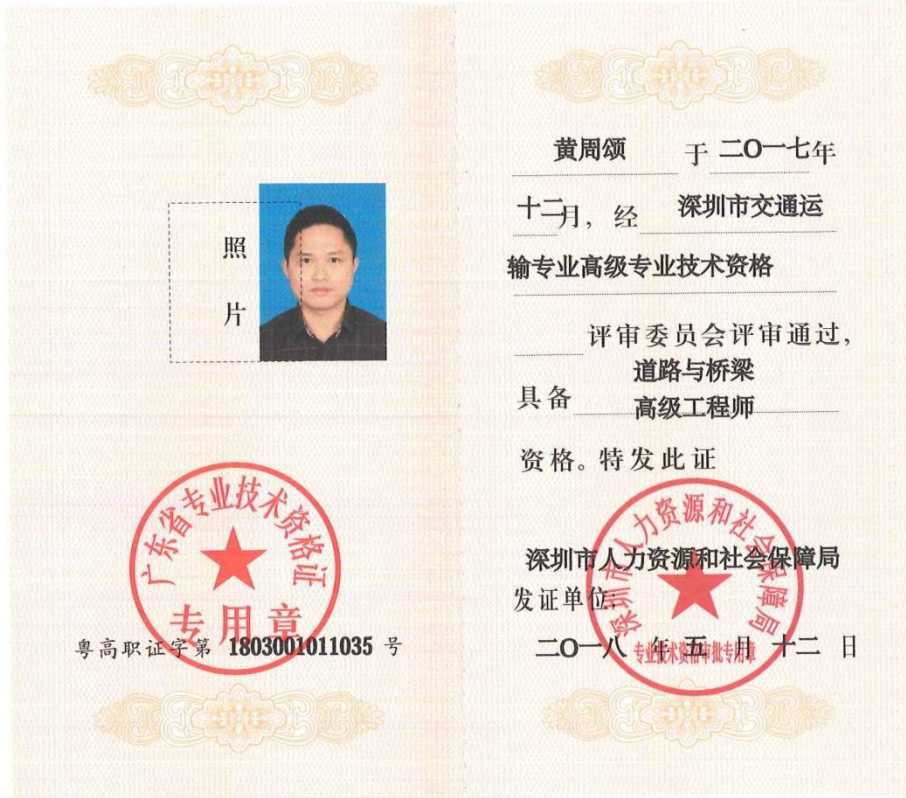 照
片
广东省专业技术资格证
专用章
粤高职证字第 1803001011035 号
黄周颂 于 二O一七年
十二月，经 深圳市交通运
输专业高级专业技术资格
评审委员会评审通过，
道路与桥梁
具备 高级工程师
资格。特发此证
深圳市人力资源和社会保障局
深圳市人力资源和社会保障局
发证单位:
二O一八 年 五 月 十二 日
专业技术资格审批专用章